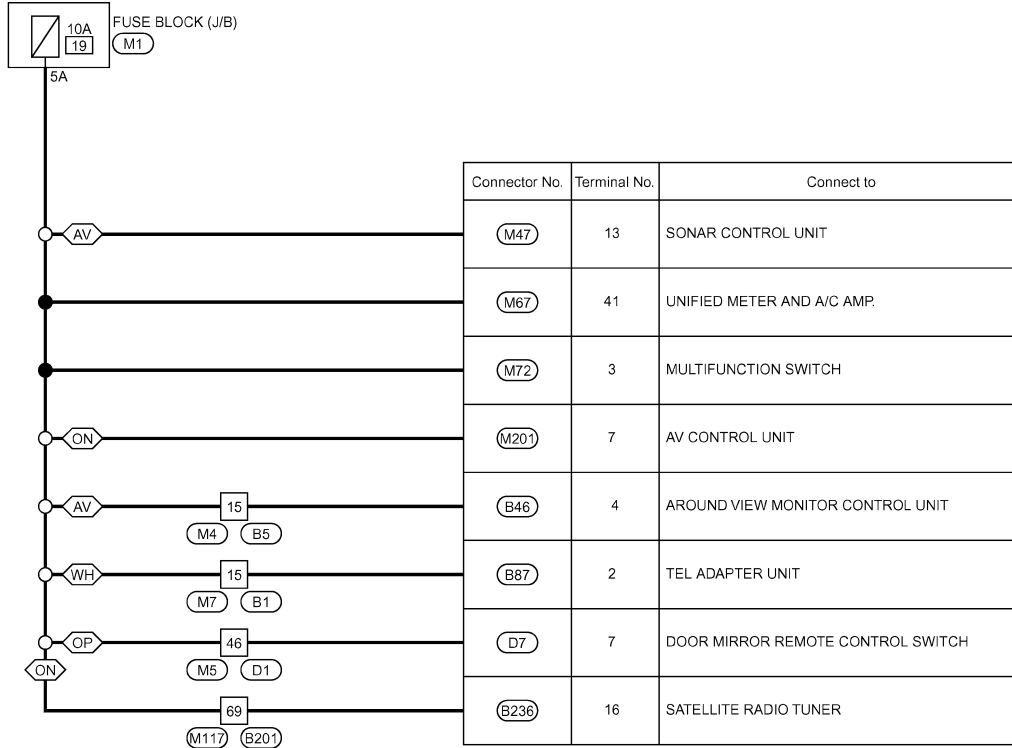 10A
19
FUSE BLOCK (J/B)
M1
5A
Connector No. Terminal No. Connect to
AV M47 13 SONAR CONTROL UNIT
M67 41 UNIFIED METER AND A/C AMP.
M72 3 MULTIFUNCTION SWITCH
ON M201 7 AV CONTROL UNIT
AV 15 B46 4 AROUND VIEW MONITOR CONTROL UNIT
M4 B5
WH 15 B87 2 TEL ADAPTER UNIT
M7 B1
OP 46 D7 7 DOOR MIRROR REMOTE CONTROL SWITCH
ON M5 D1
69 B236 16 SATELLITE RADIO TUNER
M117 B201